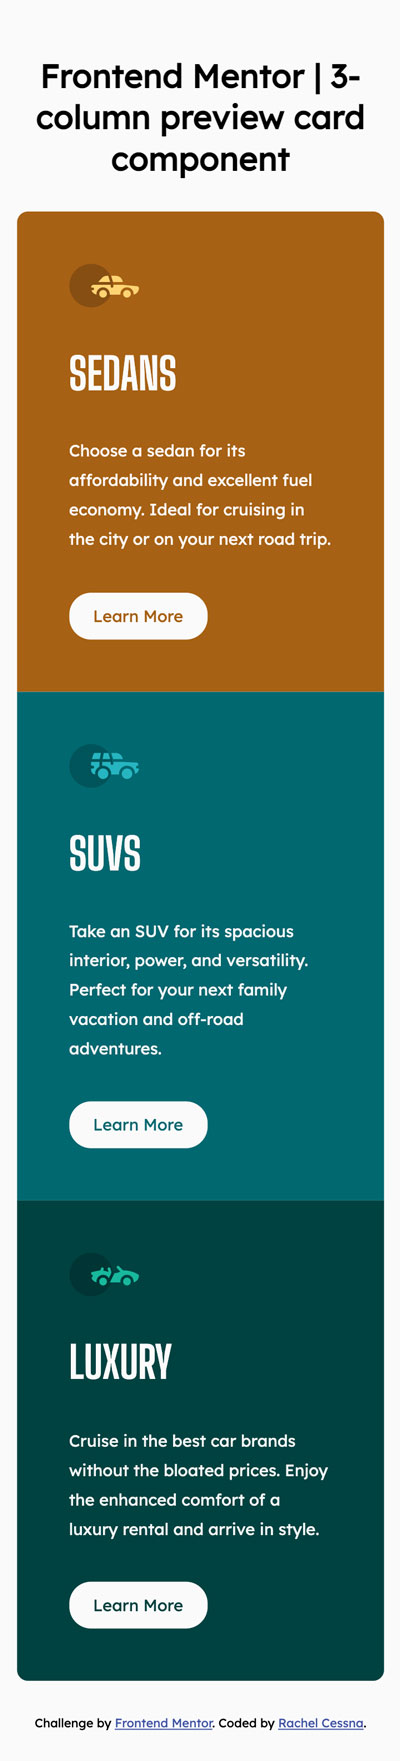 Frontend Mentor | 3-
column preview card
component
SEDANS
Choose a sedan for its
affordability and excellent fuel
economy. Ideal for cruising in
the city or on your next road trip.
Learn More
SUVS
Take an SUV for its spacious
interior, power, and versatility.
Perfect for your next family
vacation and off-road
adventures.
Learn More
LUXURY
Cruise in the best car brands
without the bloated prices. Enjoy
the enhanced comfort of a
luxury rental and arrive in style.
Learn More
Challenge by Frontend Mentor. Coded by Rachel Cessna.